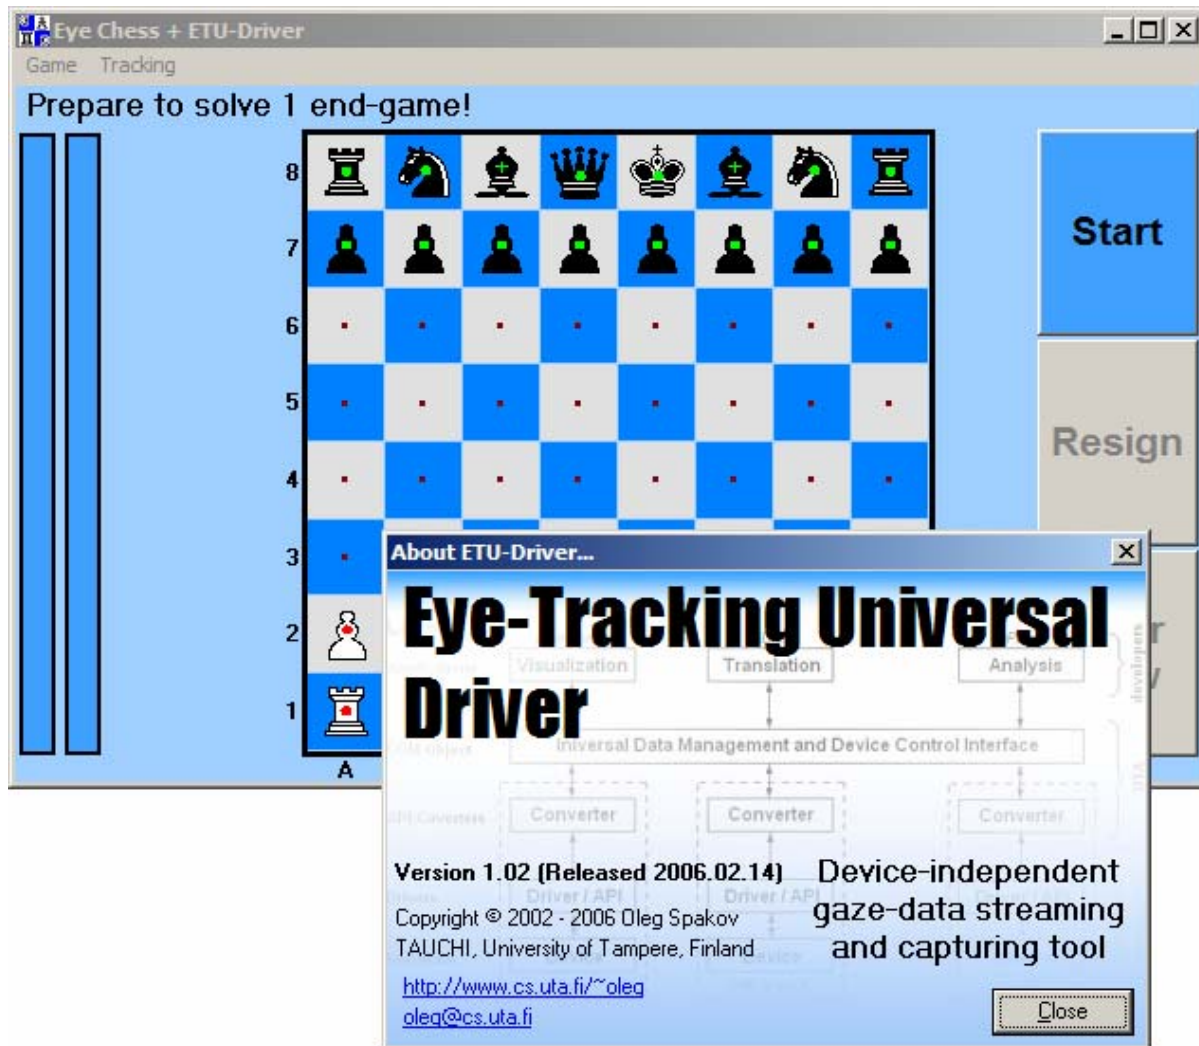 Eye Chess + ETU-Driver
Game Tracking
Prepare to solve 1 end-game!
8
7
6
5
4
3
2
1
A
Start
Resign
About ETU-Driver...
Eye-Tracking Universal
Driver
Visualization
Translation
Analysis
developers
Universal Data Management and Device Control Interface
Converter
Converter
Converter
Version 1.02 (Released 2006.02.14)
Driver / API
Driver / API
Copyright © 2002 - 2006 Oleg Spakov
TAUCHI, University of Tampere, Finland
Device
http://www.cs.uta.fi/~oleg
oleg@cs.uta.fi
Device-independent
gaze-data streaming
and capturing tool
Close